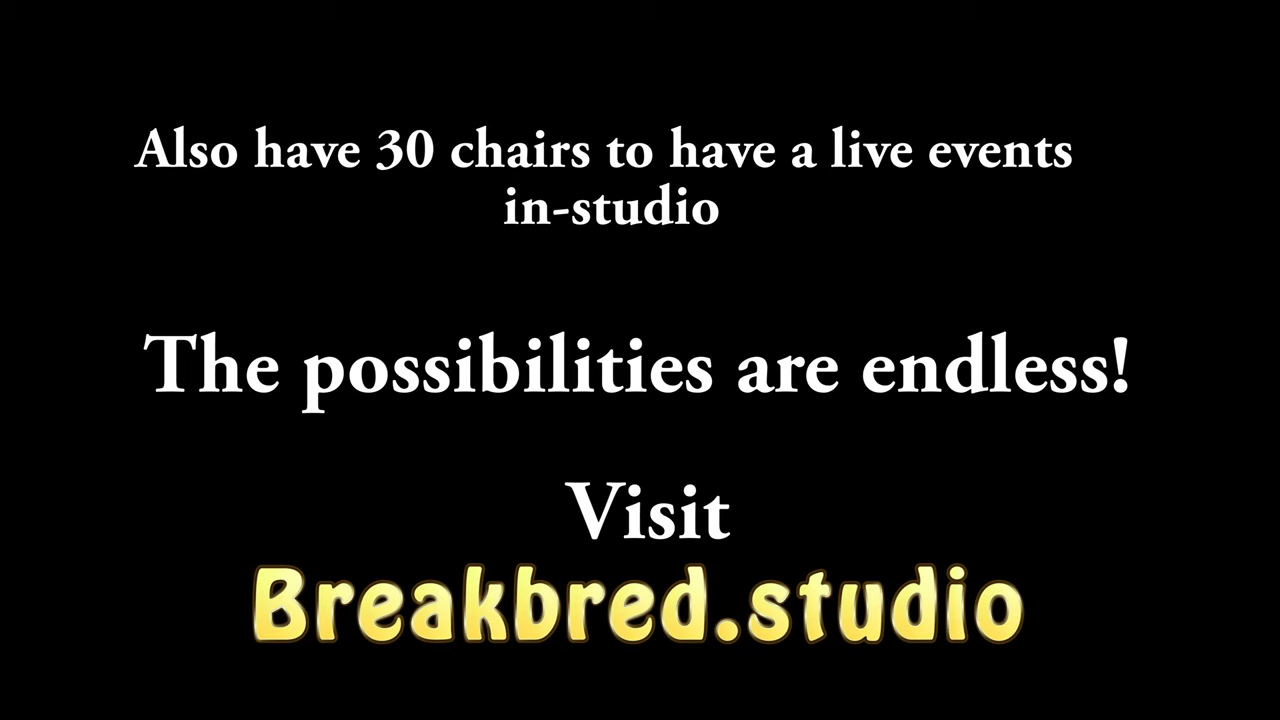 Also have 30 chairs to have a live events
in-studio
The possibilities are endless!
Visit
Breakbred.studio